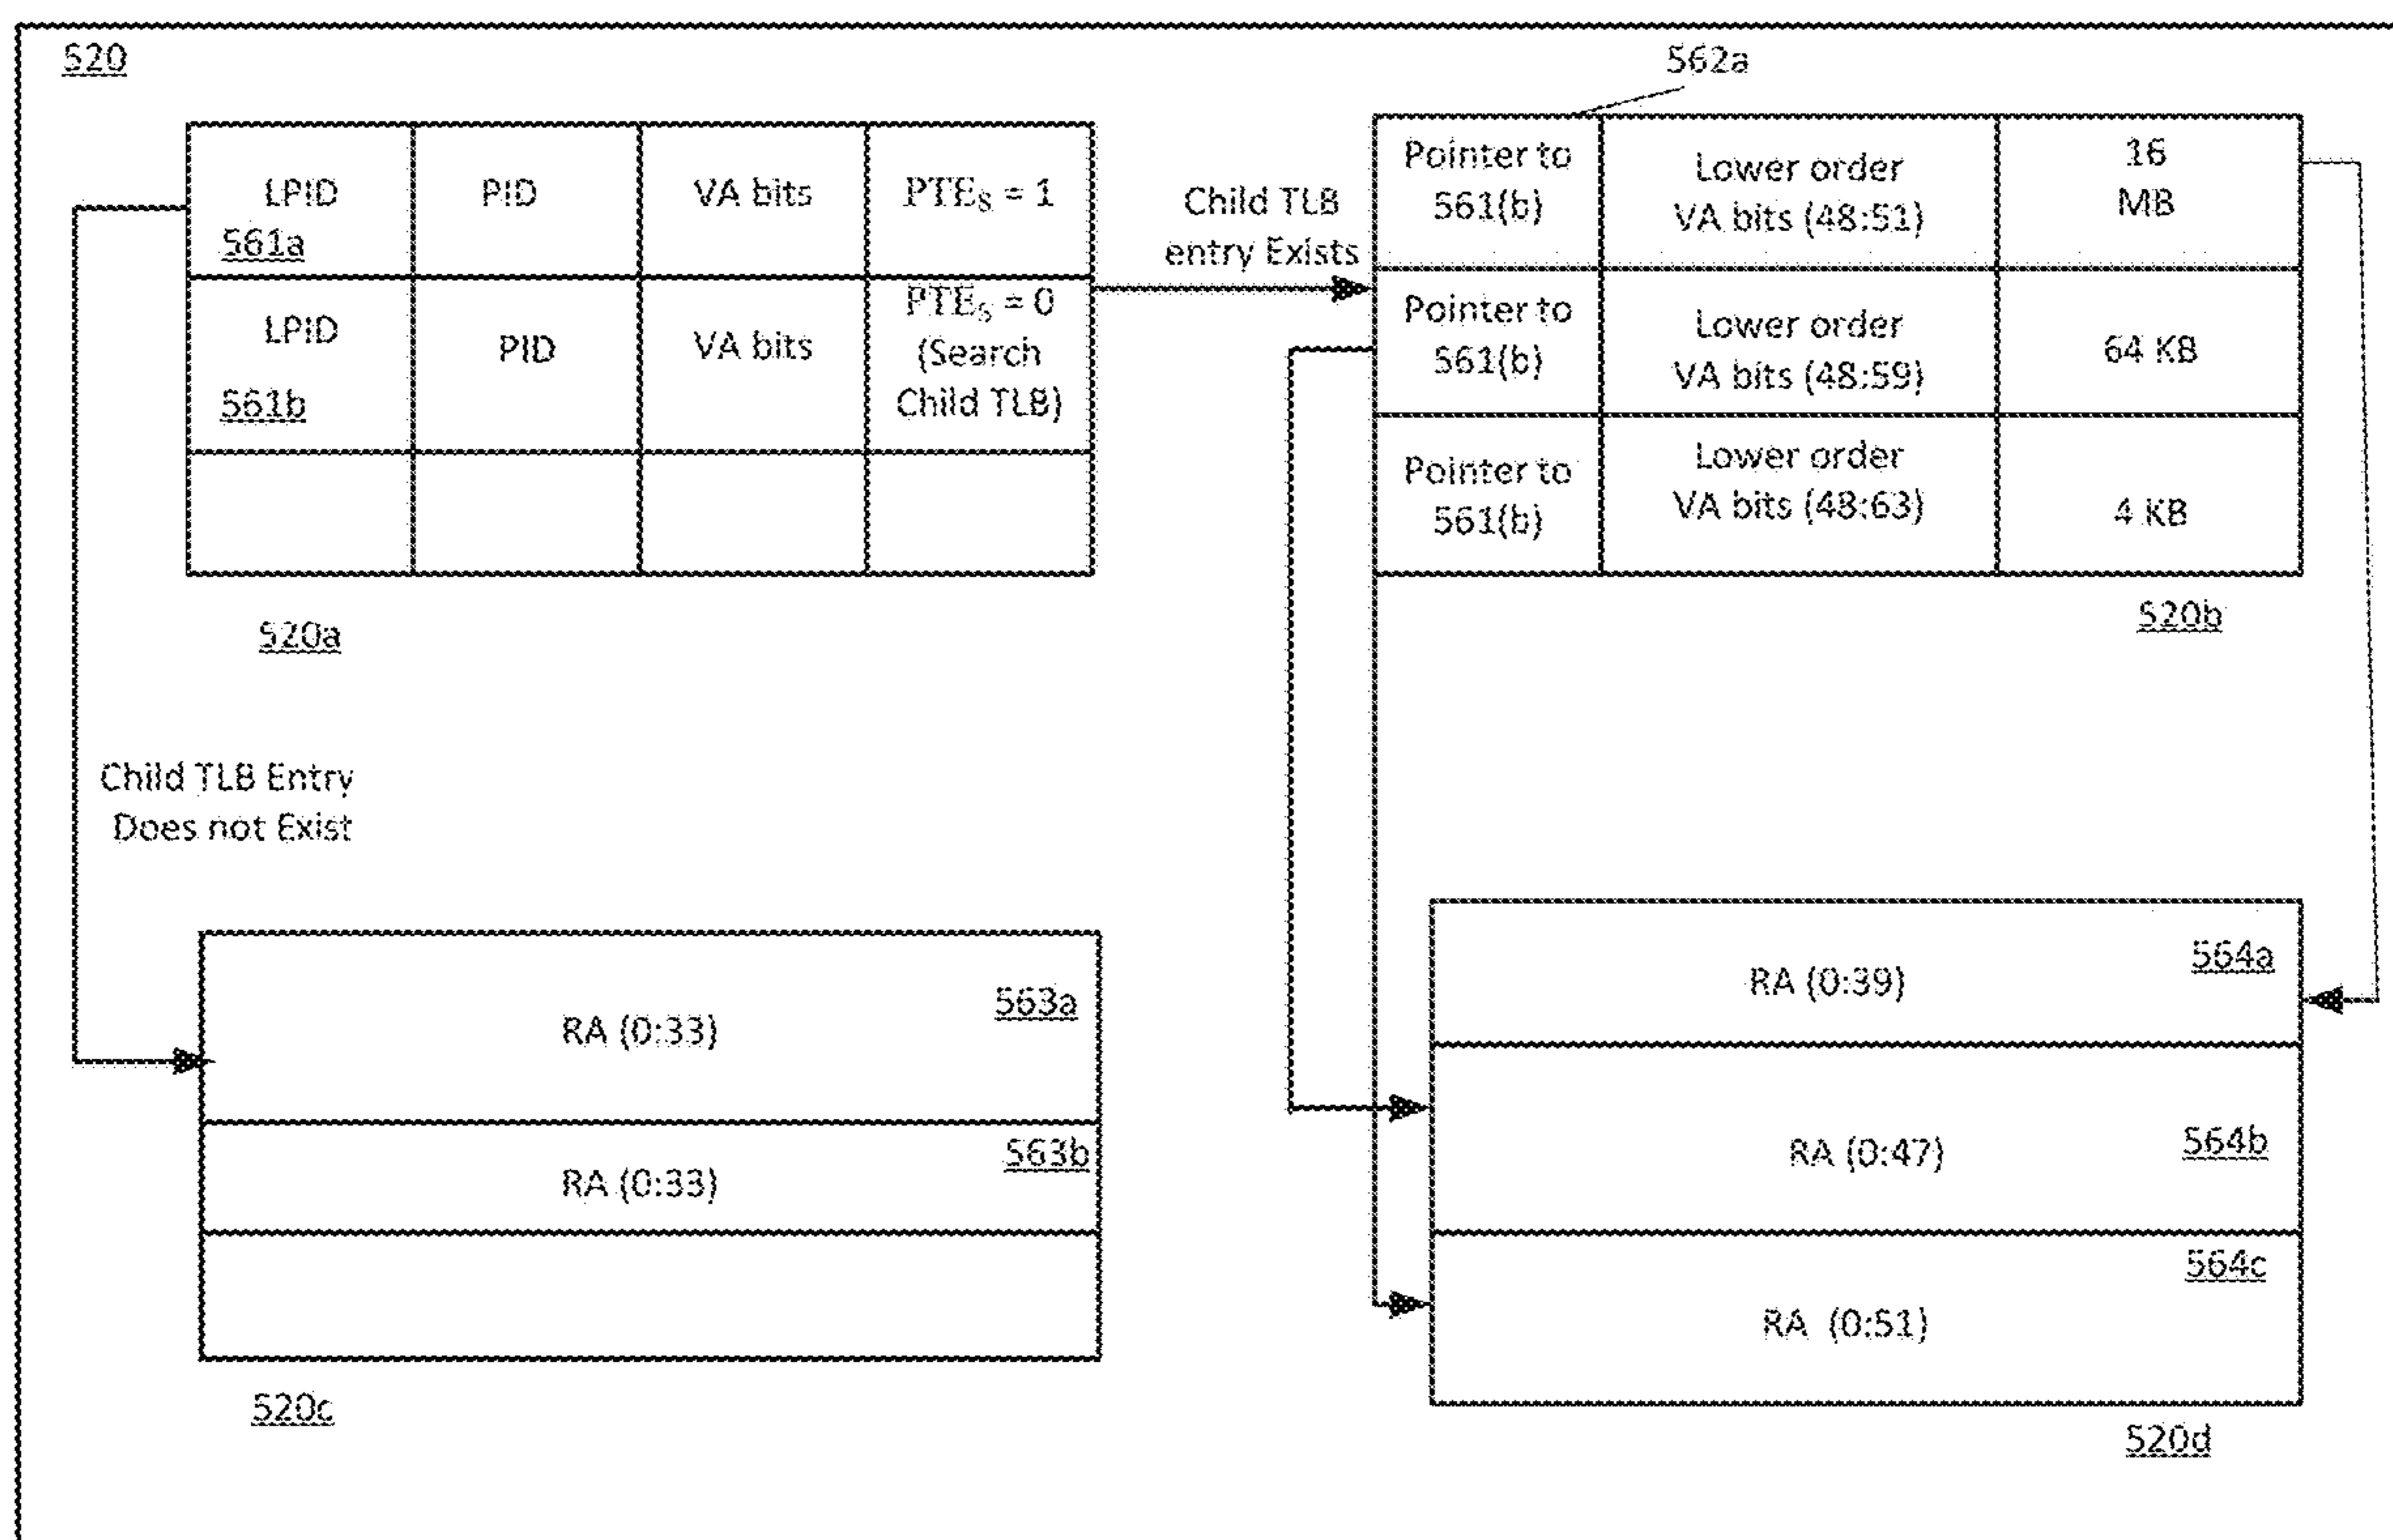 520
562a
LPID
561a
PID
VA bits
PTE₈ = 1
LPID
561b
PID
VA bits
PTE₈ = 0
(Search
Child TLB)
520a
Child TLB
entry Exists
Pointer to
561(b)
Lower order
VA bits (48:51)
16
MB
Pointer to
561(b)
Lower order
VA bits (48:59)
64 KB
Pointer to
561(b)
Lower order
VA bits (48:63)
4 KB
520b
Child TLB Entry
Does not Exist
563a
RA (0:33)
563b
RA (0:33)
520c
564a
RA (0:39)
564b
RA (0:47)
564c
RA (0:51)
520d